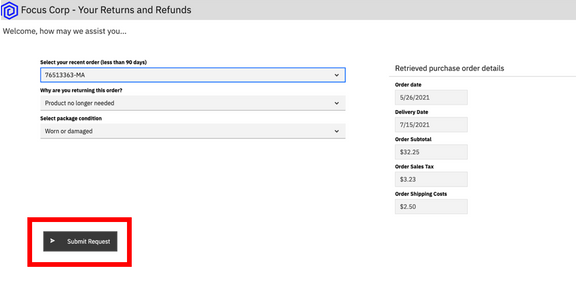 Focus Corp - Your Returns and Refunds
Welcome, how may we assist you...
Select your recent order (less than 90 days)
76513363-MA
Why are you returning this order?
Product no longer needed
Select package condition
Worn or damaged
Submit Request
Retrieved purchase order details
Order date
5/26/2021
Delivery Date
7/15/2021
Order Subtotal
$32.25
Order Sales Tax
$3.23
Order Shipping Costs
$2.50